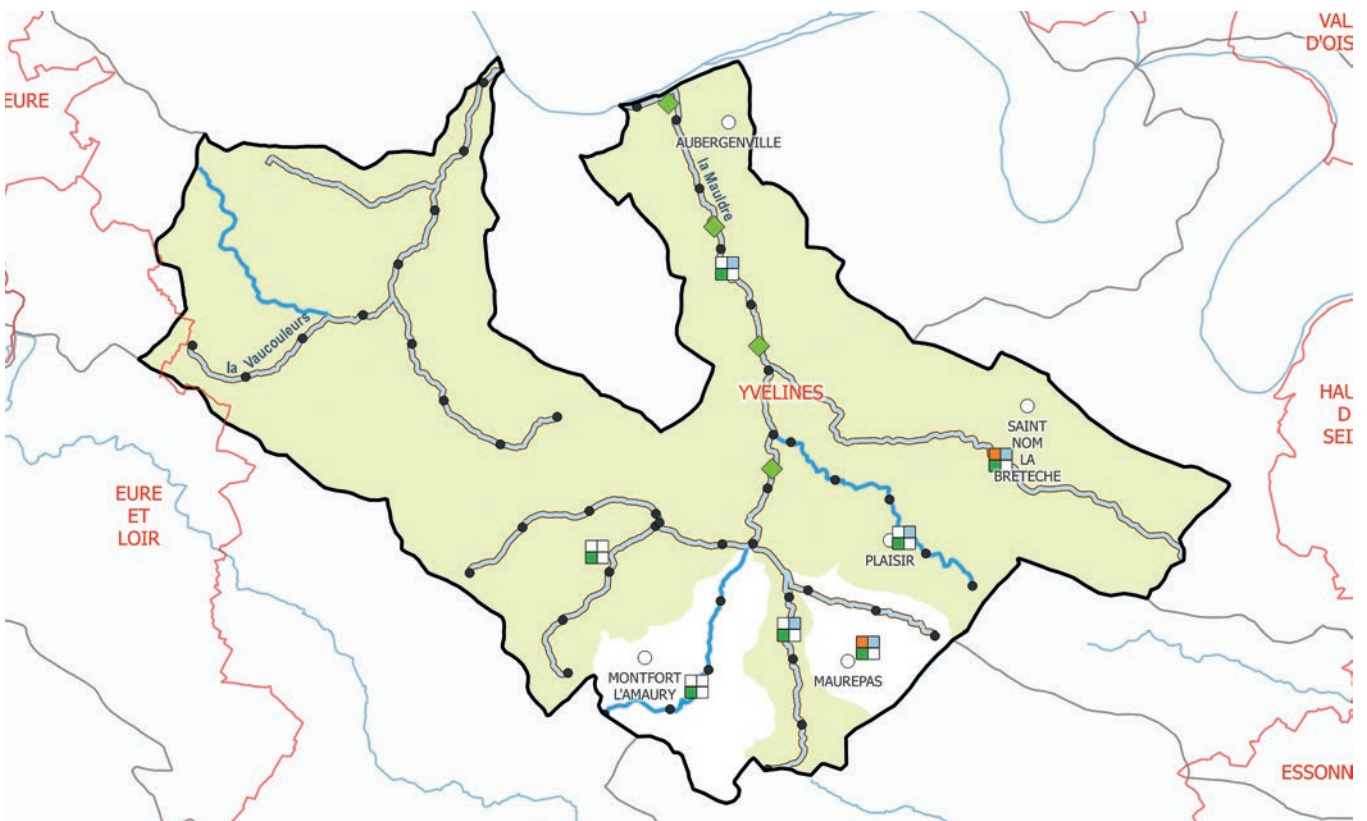 VAL
D'OIS
EURE
AUBERGENVILLE
la Mauldre
la Vaucouleurs
YVELINES
HAU
D
SEI
SAINT
NOM
LA
BRETECHE
EURE
ET
LOIR
PLAISIR
MONTFORT
L'AMAURY
MAUREPAS
ESSONN